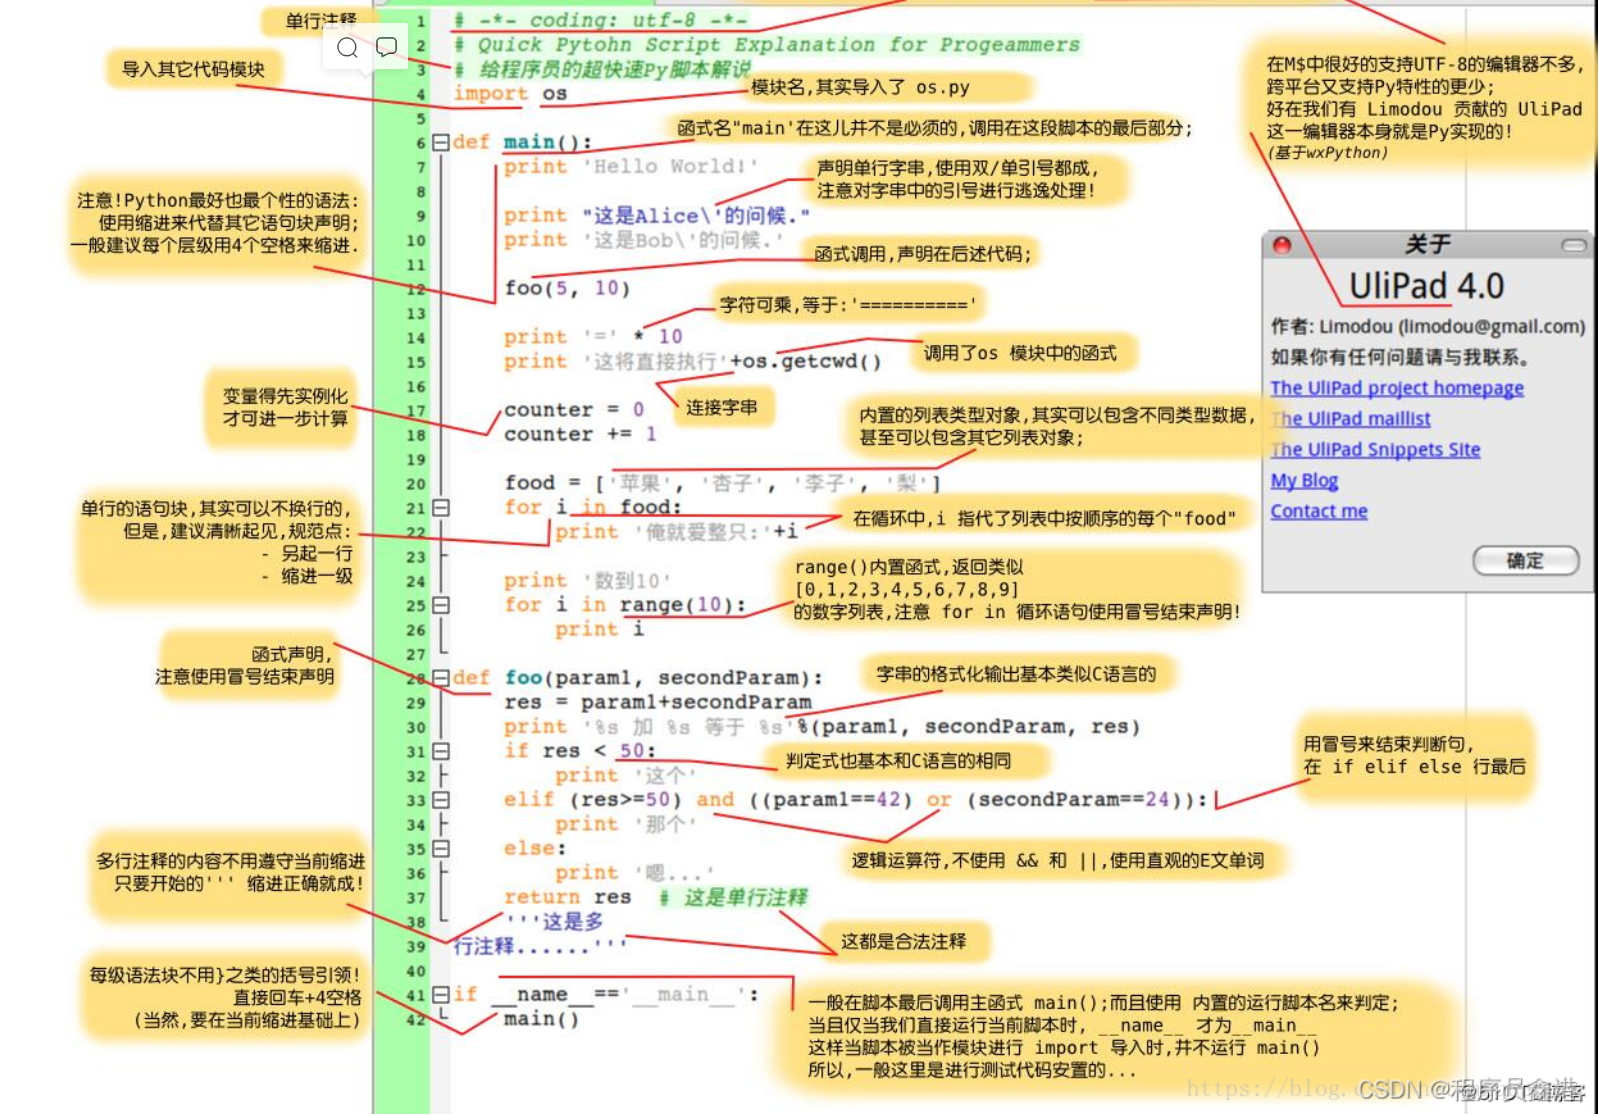 单行注释
导入其它代码模块
1 # -*- coding: utf-8 -*-
2 # Quick Pytohn Script Explanation for Progeammers
3 # 给程序员的超快速Py脚本解说
4 import os
模块名,其实导入了 os.py
在M$中很好的支持UTF-8的编辑器不多,
跨平台又支持Py特性的更少;
好在我们有 Limodou 贡献的 UliPad
这一编辑器本身就是Py实现的!
(基于wxPython)
5
函式名"main'在这儿并不是必须的,调用在这段脚本的最后部分;
6 def main():
7 print 'Hello World!'
声明单行字串,使用双/单引号都成,
注意对字串中的引号进行逃逸处理!
8
注意!Python最好也最个性的语法:
使用缩进来代替其它语句块声明;
一般建议每个层级用4个空格来缩进.
9 print "这是Alice\'的问候."
10 print '这是Bob\'的问候.'
11
函式调用,声明在后述代码;
12 foo(5, 10)
13
字符可乘,等于:'=========='
14 print '=' * 10
15 print '这将直接执行'+os.getcwd()
调用了os 模块中的函式
16
变量得先实例化
才可进一步计算
连接字串
17 counter = 0
18 counter += 1
内置的列表类型对象,其实可以包含不同类型数据,
甚至可以包含其它列表对象;
19
20 food = ['苹果', '杏子', '李子', '梨']
21 for i in food:
22 print '俺就爱整只:'+i
在循环中,i 指代了列表中按顺序的每个"food"
单行的语句块,其实可以不换行的,
但是,建议清晰起见,规范点:
- 另起一行
- 缩进一级
23
24 print '数到10'
25 for i in range(10):
26 print i
range()内置函式,返回类似
[0,1,2,3,4,5,6,7,8,9]
的数字列表,注意 for in 循环语句使用冒号结束声明!
27
函式声明,
注意使用冒号结束声明
28 def foo(param1, secondParam):
29 res = param1+secondParam
30 print '%s 加 %s 等于 %s'%(param1, secondParam, res)
字串的格式化输出基本类似C语言的
31 if res < 50:
32 print '这个'
判定式也基本和C语言的相同
33 elif (res>=50) and ((param1==42) or (secondParam==24)):
34 print '那个'
用冒号来结束判断句,
在 if elif else 行最后
35 else:
36 print '嗯...'
逻辑运算符,不使用 && 和 ||,使用直观的E文单词
37 return res # 这是单行注释
38 '''这是多
39 行注释......'''
多行注释的内容不用遵守当前缩进
只要开始的''' 缩进正确就成!
这都是合法注释
40
每级语法块不用}之类的括号引领!
直接回车+4空格
(当然,要在当前缩进基础上)
41 if __name__=='__main__':
42 main()
一般在脚本最后调用主函式 main();而且使用 内置的运行脚本名来判定;
当且仅当我们直接运行当前脚本时, __name__ 才为__main__
这样当脚本被当作模块进行 import 导入时,并不运行 main()
所以,一般这里是进行测试代码安置的...
关于
UliPad 4.0
作者: Limodou (limodou@gmail.com)
如果你有任何问题请与我联系。
The UliPad project homepage
The UliPad maillist
The UliPad Snippets Site
My Blog
Contact me
确定
https://blog.
CSDN